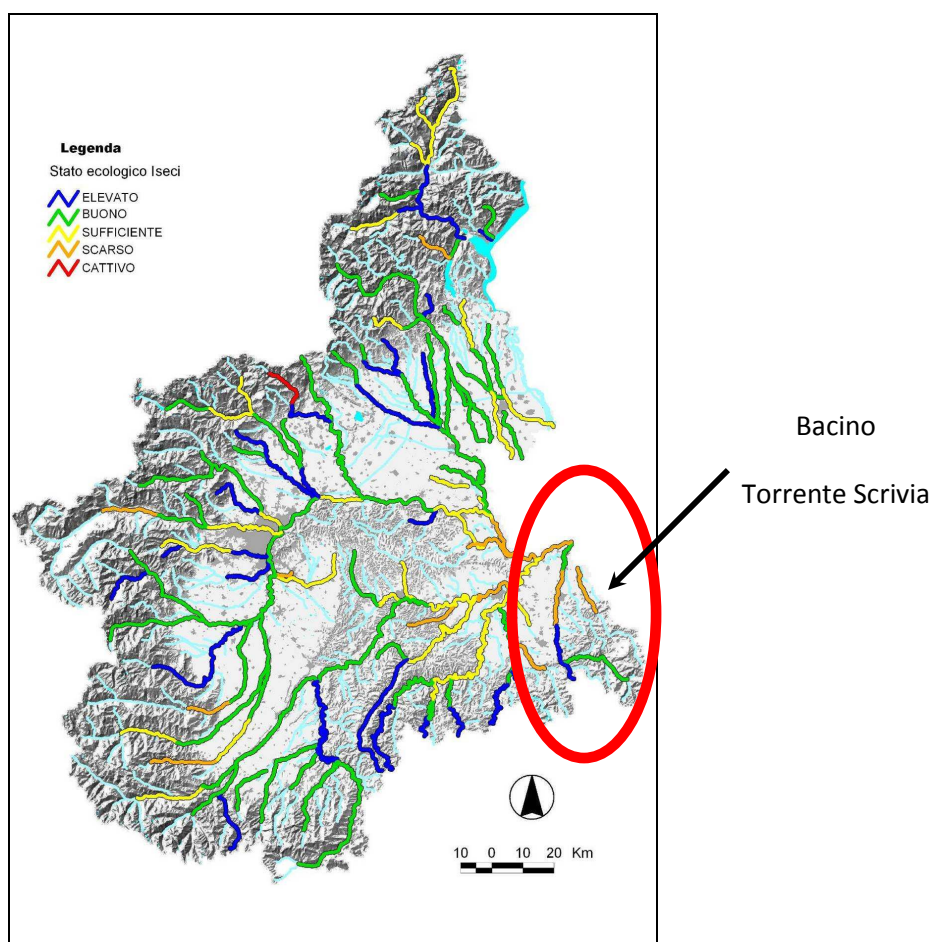 Legenda
Stato ecologico Iseci
ELEVATO
BUONO
SUFFICIENTE
SCARSO
CATTIVO
Bacino
Torrente Scrivia
10 0 10 20 Km